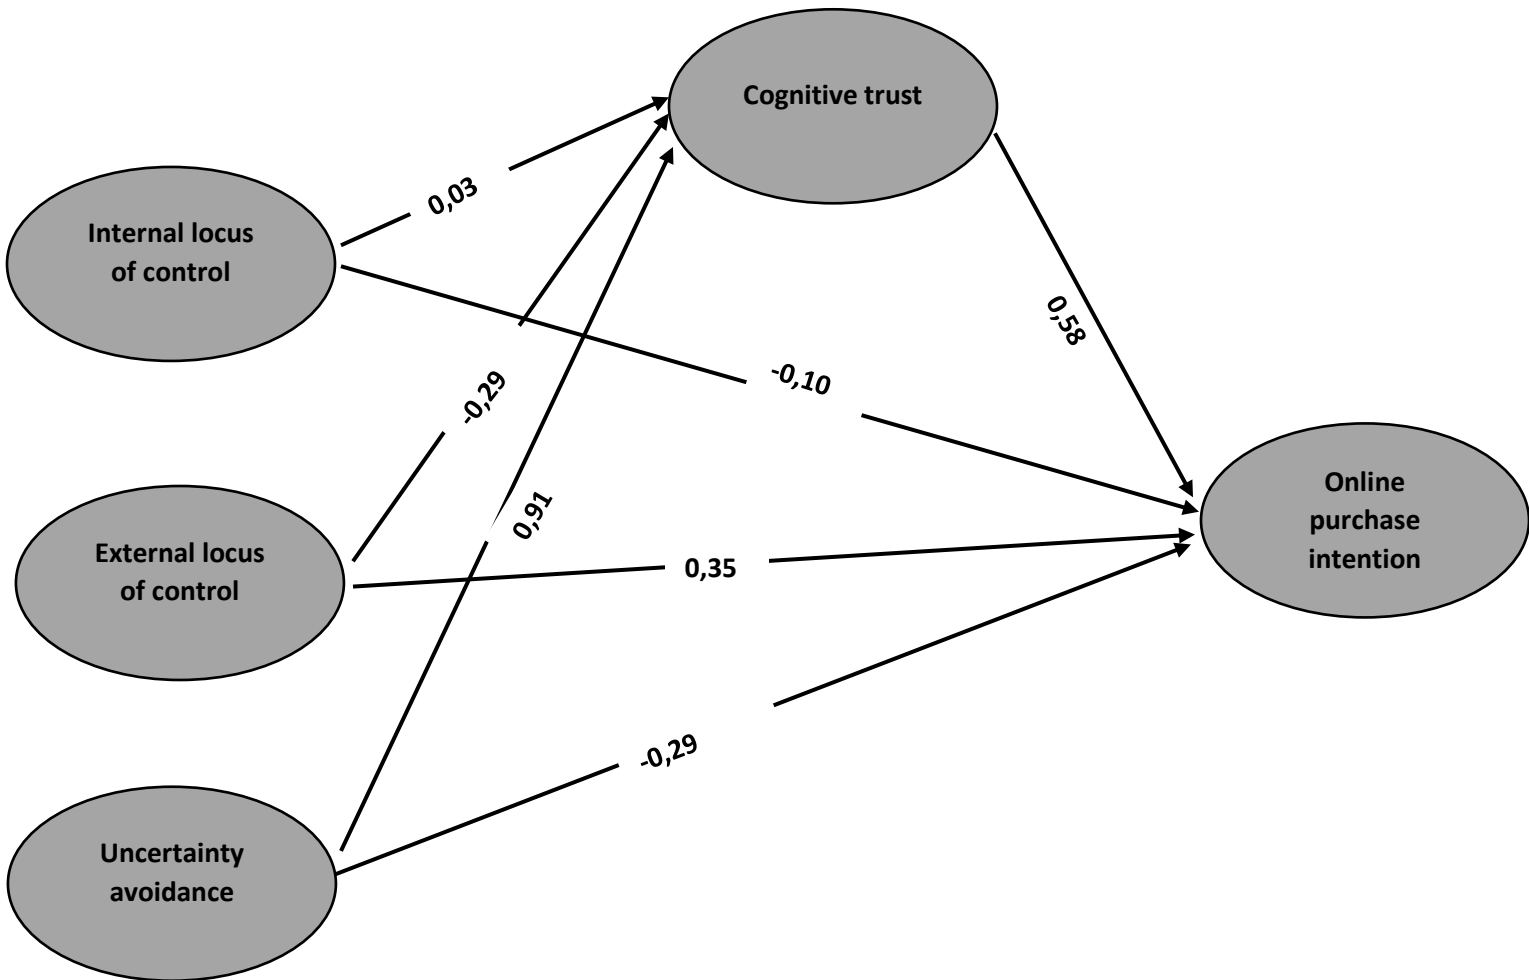 Cognitive trust
0,03
Internal locus
of control
0,58
-0,10
-0,29
Online
purchase
intention
0,91
External locus
of control
0,35
-0,29
Uncertainty
avoidance